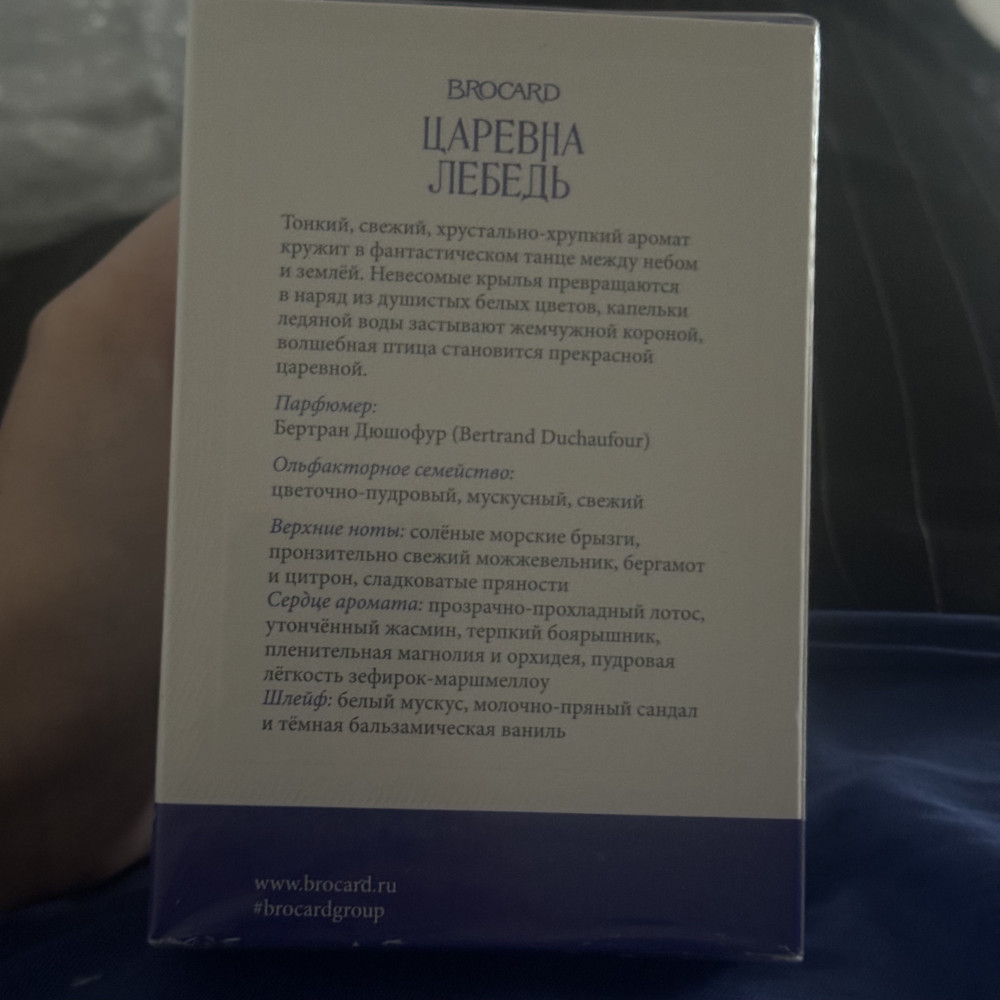 BROCARD
ЦАРЕВНА
ЛЕБЕДЬ
Тонкий, свежий, хрустально-хрупкий аромат
кружит в фантастическом танце между небом
и землёй. Невесомые крылья превращаются
в наряд из душистых белых цветов, капельки
ледяной воды застывают жемчужной короной,
волшебная птица становится прекрасной
царевной.
Парфюмер:
Бертран Дюшофур (Bertrand Duchaufour)
Ольфакторное семейство:
цветочно-пудровый, мускусный, свежий
Верхние ноты: солёные морские брызги,
пронзительно свежий можжевельник, бергамот
и цитрон, сладковатые пряности
Сердце аромата: прозрачно-прохладный лотос,
утончённый жасмин, терпкий боярышник,
пленительная магнолия и орхидея, пудровая
лёгкость зефирок-маршмеллоу
Шлейф: белый мускус, молочно-пряный сандал
и тёмная бальзамическая ваниль
www.brocard.ru
#brocardgroup